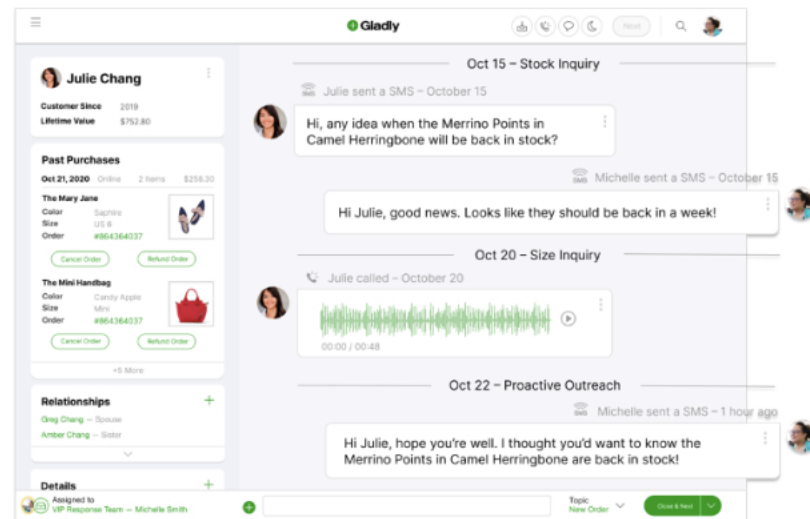 Gladly
Next
Julie Chang
Customer Since 2019
Lifetime Value $752.80
Past Purchases
Oct 21, 2020 Online 2 Items $256.30
The Mary Jane
Color Saphire
Size US 8
Order #864364037
Cancel Order Refund Order
The Mini Handbag
Color Candy Apple
Size Mini
Order #864364037
Cancel Order Refund Order
+5 More
Relationships +
Greg Chang — Spouse
Amber Chang — Sister
Details +
Oct 15 – Stock Inquiry
SMS Julie sent a SMS – October 15
Hi, any idea when the Merrino Points in
Camel Herringbone will be back in stock?
SMS Michelle sent a SMS – October 15
Hi Julie, good news. Looks like they should be back in a week!
Oct 20 – Size Inquiry
Julie called – October 20
00:00 / 00:48
Oct 22 – Proactive Outreach
SMS Michelle sent a SMS – 1 hour ago
Hi Julie, hope you're well. I thought you'd want to know the
Merrino Points in Camel Herringbone are back in stock!
Assigned to
VIP Response Team — Michelle Smith
Topic
New Order
Close & Next